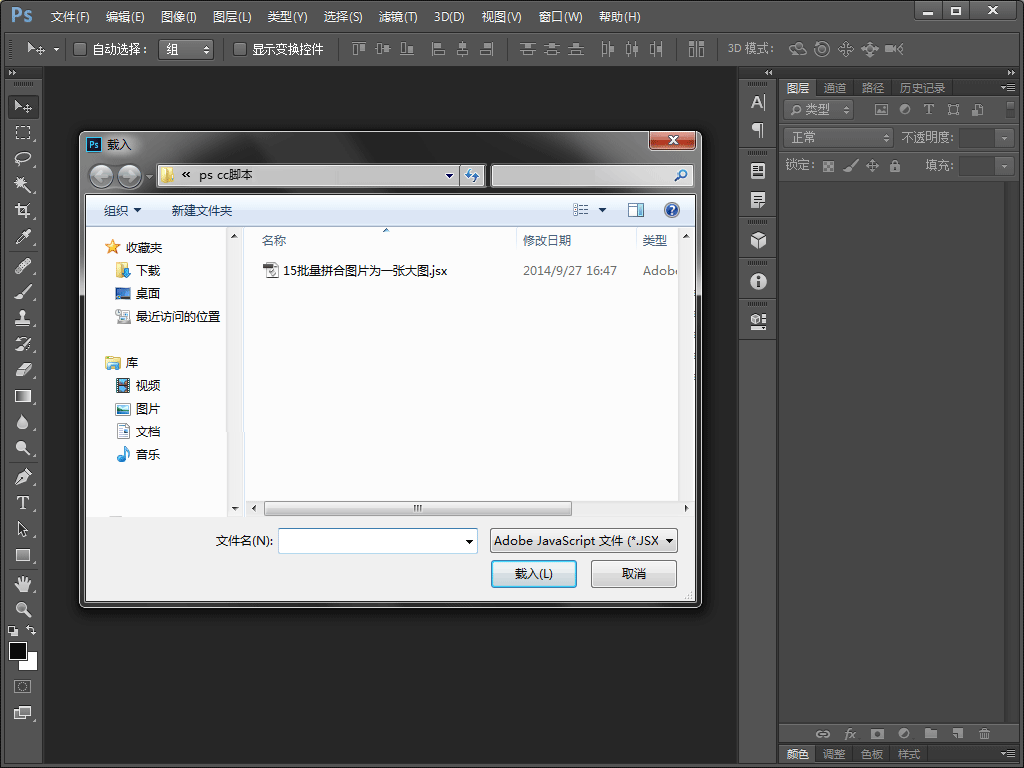 Ps 文件(F) 编辑(E) 图像(I) 图层(L) 类型(Y) 选择(S) 滤镜(T) 3D(D) 视图(V) 窗口(W) 帮助(H)
自动选择： 组 显示变换控件 3D 模式：
图层 通道 路径 历史记录
类型
正常 不透明度:
锁定: 填充:
Ps 载入
« ps cc脚本
组织 新建文件夹
收藏夹
下载
桌面
最近访问的位置
库
视频
图片
文档
音乐
名称 修改日期 类型
15批量拼合图片为一张大图.jsx 2014/9/27 16:47 Adobe
文件名(N): Adobe JavaScript 文件 (*.JSX
载入(L) 取消
fx
颜色 调整 色板 样式